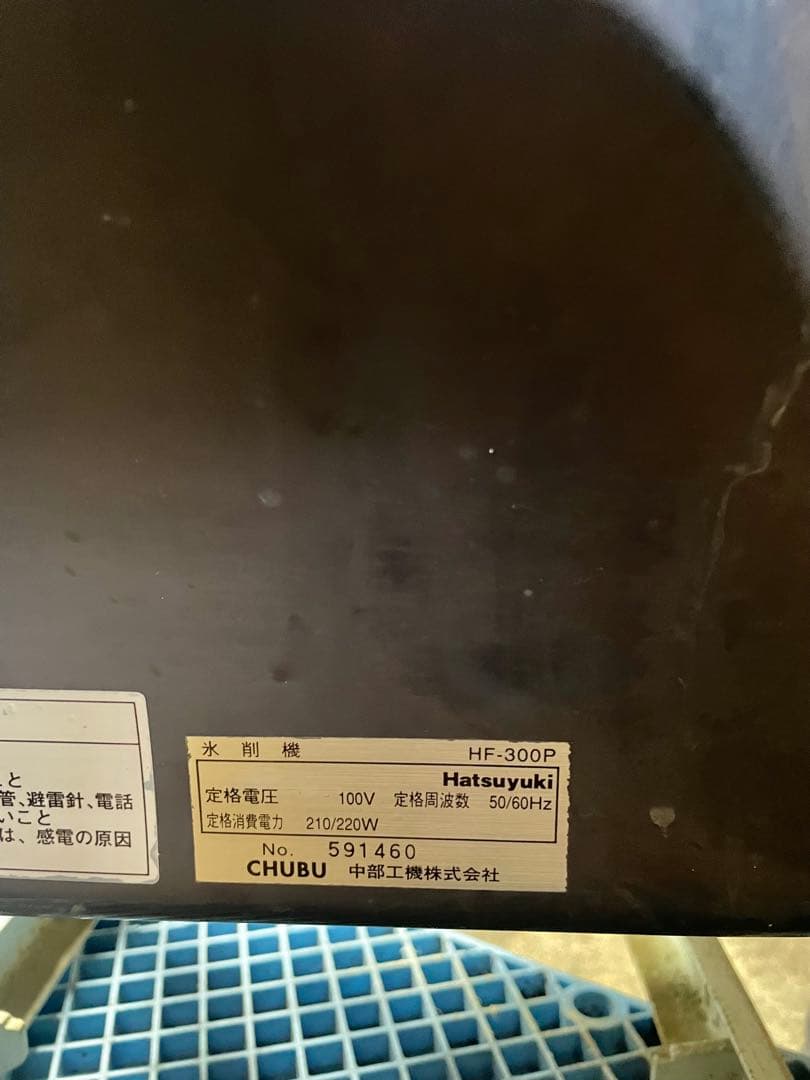 こと
管、避雷針、電話
いこと
は、感電の原因
氷削機 HF-300P
Hatsuyuki
定格電圧 100V 定格周波数 50/60Hz
定格消費電力 210/220W
No. 591460
CHUBU 中部工機株式会社